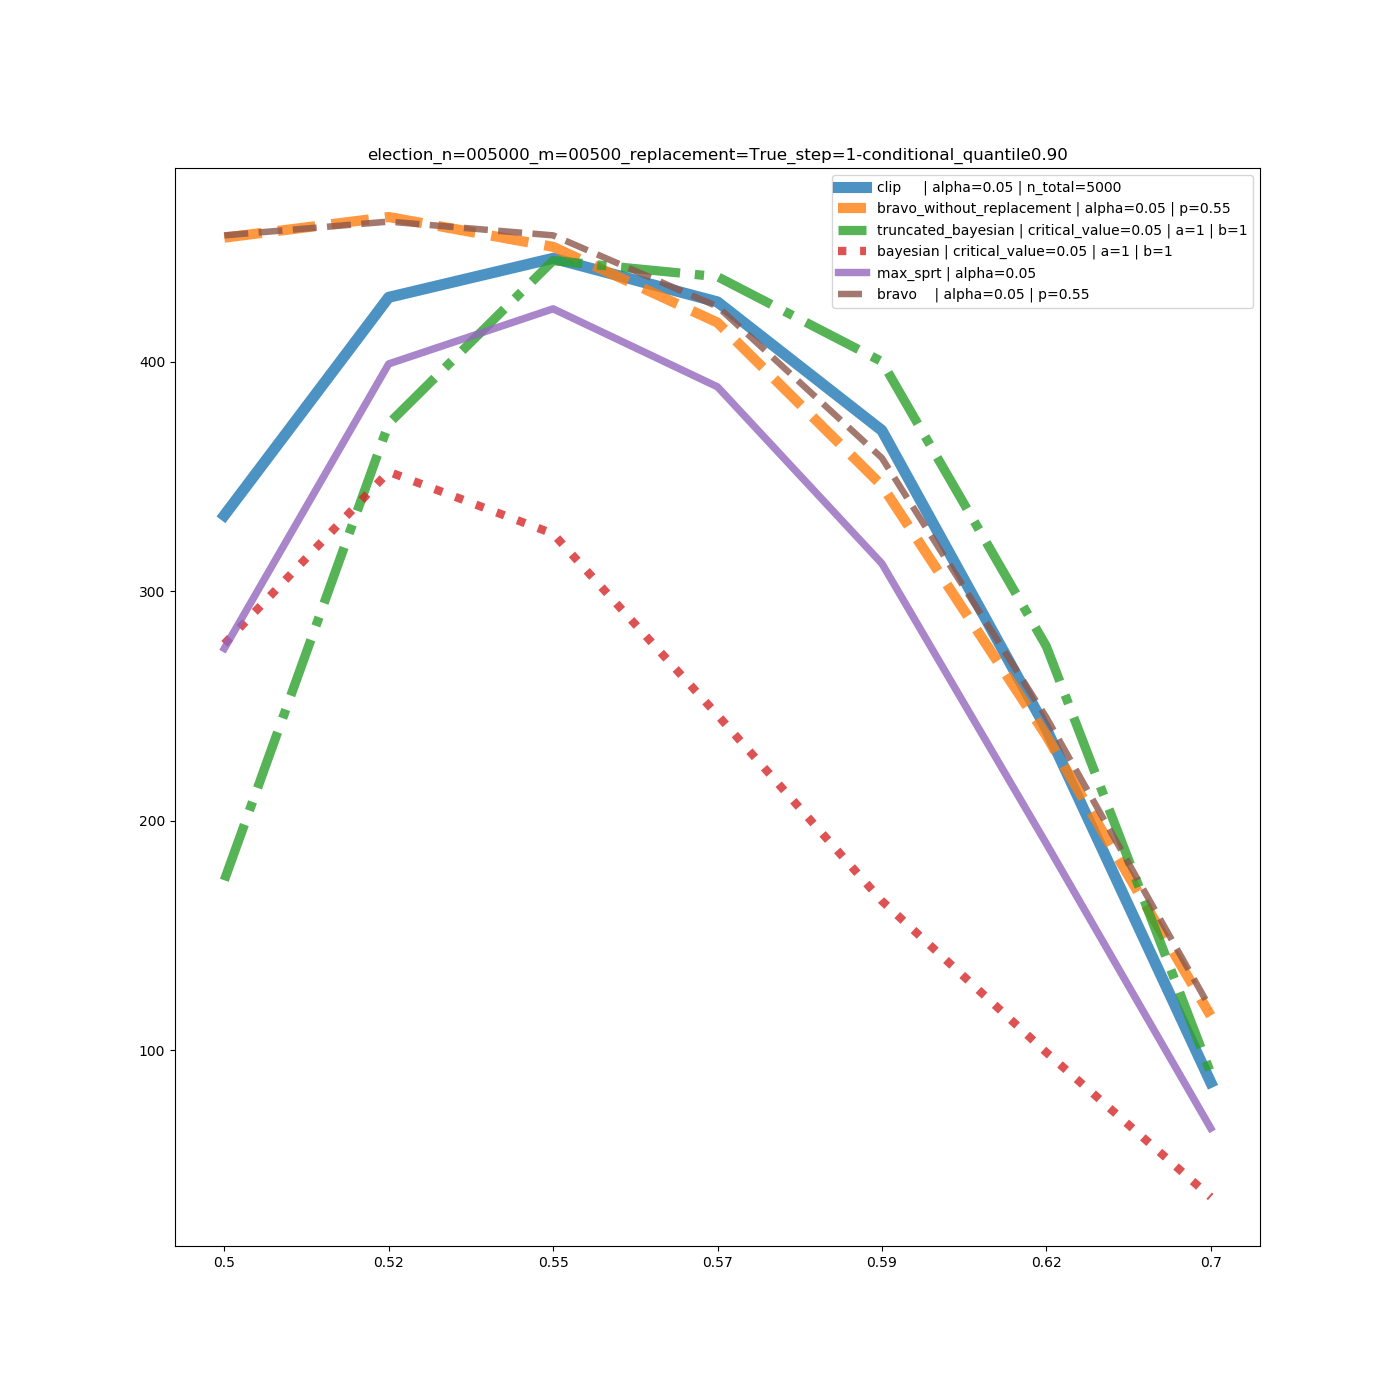 election_n=005000_m=00500_replacement=True_step=1-conditional_quantile0.90
clip     | alpha=0.05 | n_total=5000
bravo_without_replacement | alpha=0.05 | p=0.55
truncated_bayesian | critical_value=0.05 | a=1 | b=1
bayesian | critical_value=0.05 | a=1 | b=1
max_sprt | alpha=0.05
bravo    | alpha=0.05 | p=0.55
400
300
200
100
0.5 0.52 0.55 0.57 0.59 0.62 0.7